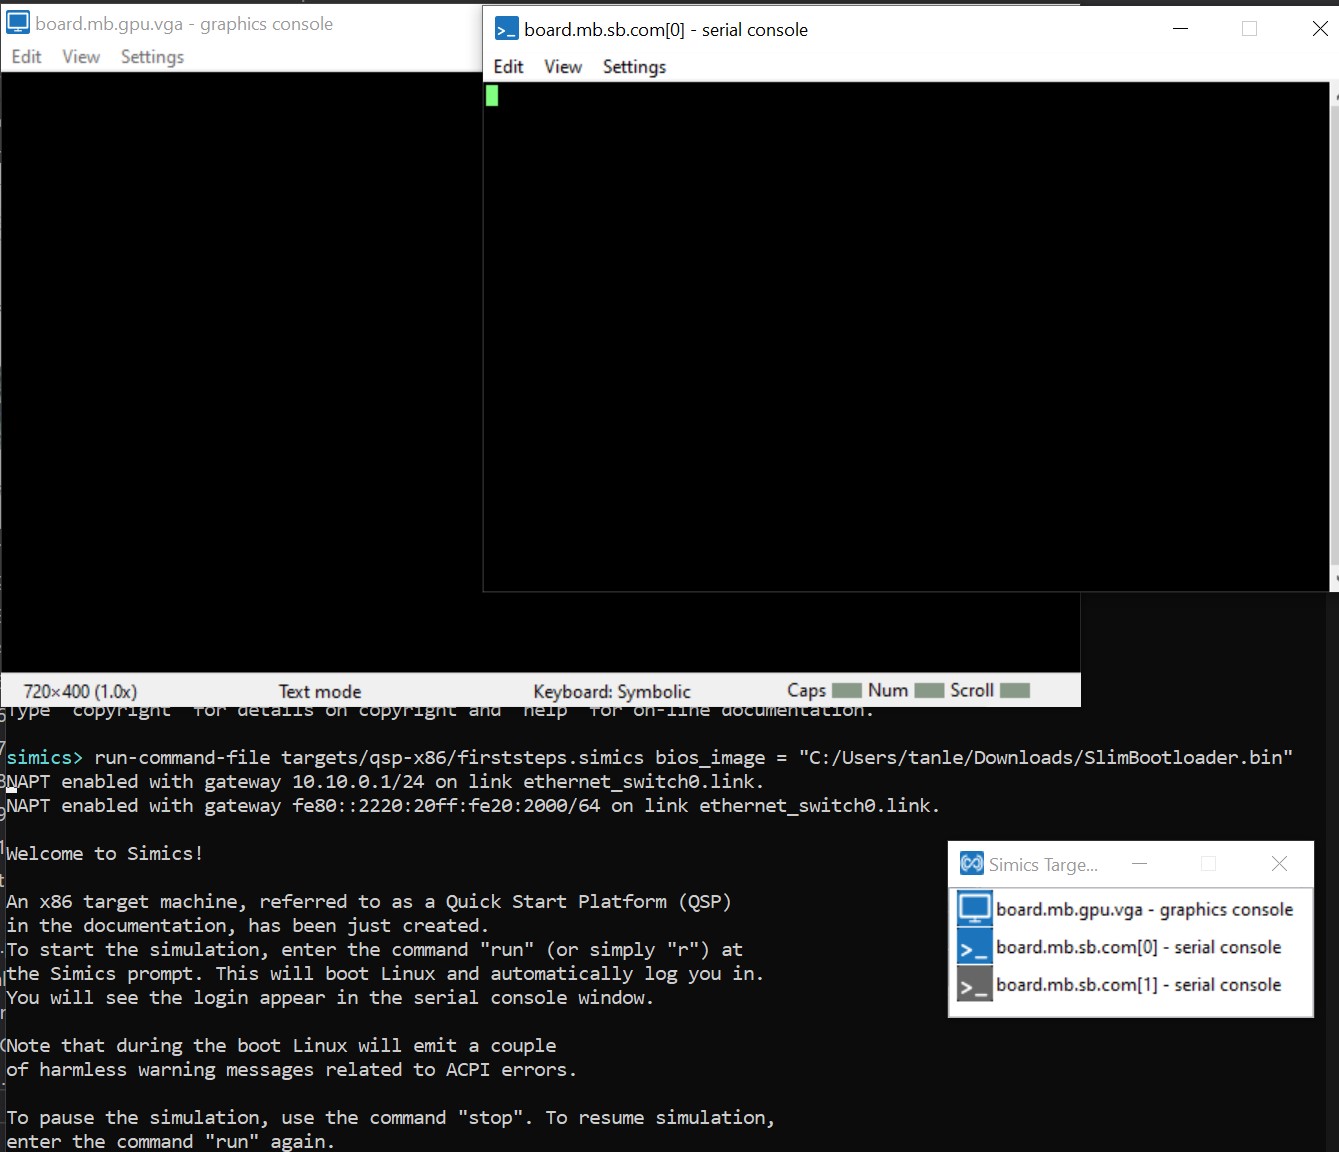 board.mb.gpu.vga - graphics console
Edit View Settings
board.mb.sb.com[0] - serial console
Edit View Settings
720×400 (1.0x) Text mode Keyboard: Symbolic Caps Num Scroll
Type "copyright" for details on copyright and "help" for on-line documentation.
simics> run-command-file targets/qsp-x86/firststeps.simics bios_image = "C:/Users/tanle/Downloads/SlimBootloader.bin"
NAPT enabled with gateway 10.10.0.1/24 on link ethernet_switch0.link.
NAPT enabled with gateway fe80::2220:20ff:fe20:2000/64 on link ethernet_switch0.link.
Welcome to Simics!
An x86 target machine, referred to as a Quick Start Platform (QSP)
in the documentation, has been just created.
To start the simulation, enter the command "run" (or simply "r") at
the Simics prompt. This will boot Linux and automatically log you in.
You will see the login appear in the serial console window.
Note that during the boot Linux will emit a couple
of harmless warning messages related to ACPI errors.
To pause the simulation, use the command "stop". To resume simulation,
enter the command "run" again.
Simics Targe...
board.mb.gpu.vga - graphics console
board.mb.sb.com[0] - serial console
board.mb.sb.com[1] - serial console